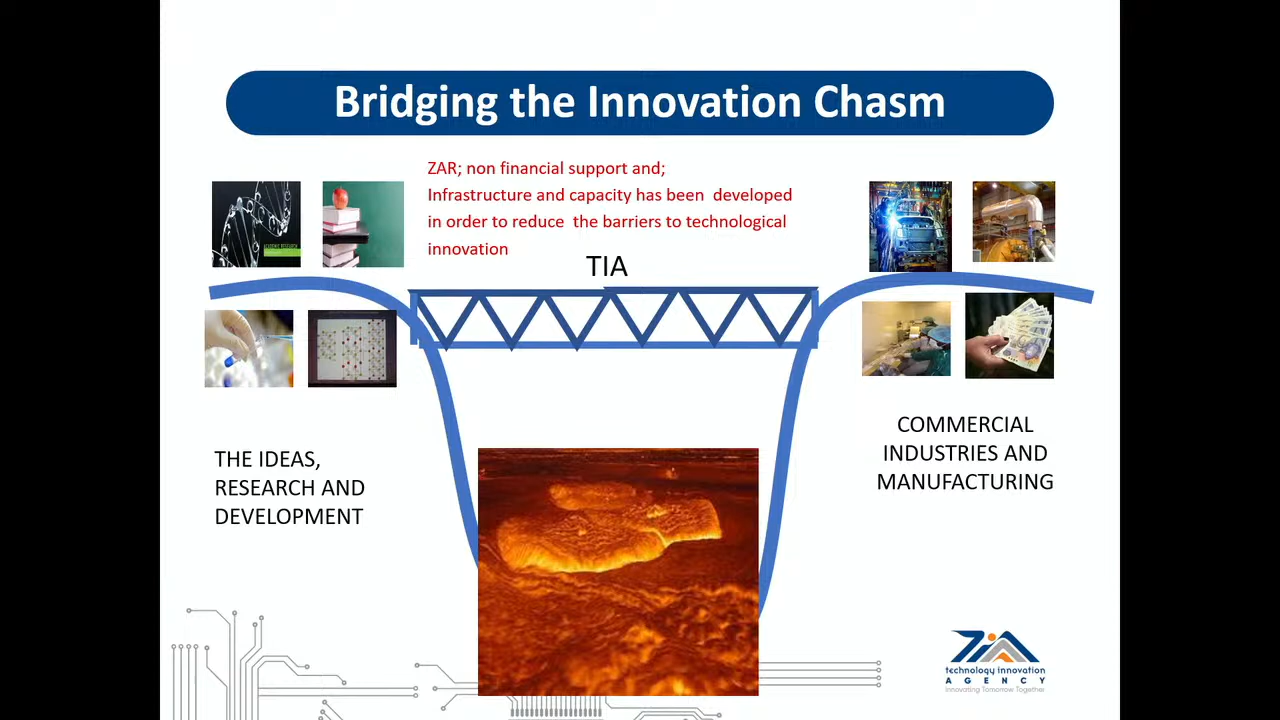 Bridging the Innovation Chasm
ZAR; non financial support and;
Infrastructure and capacity has been developed
in order to reduce the barriers to technological
innovation
TIA
ACADEMIC RESEARCH
THE IDEAS,
RESEARCH AND
DEVELOPMENT
COMMERCIAL
INDUSTRIES AND
MANUFACTURING
technology innovation
AGENCY
Innovating Tomorrow Together